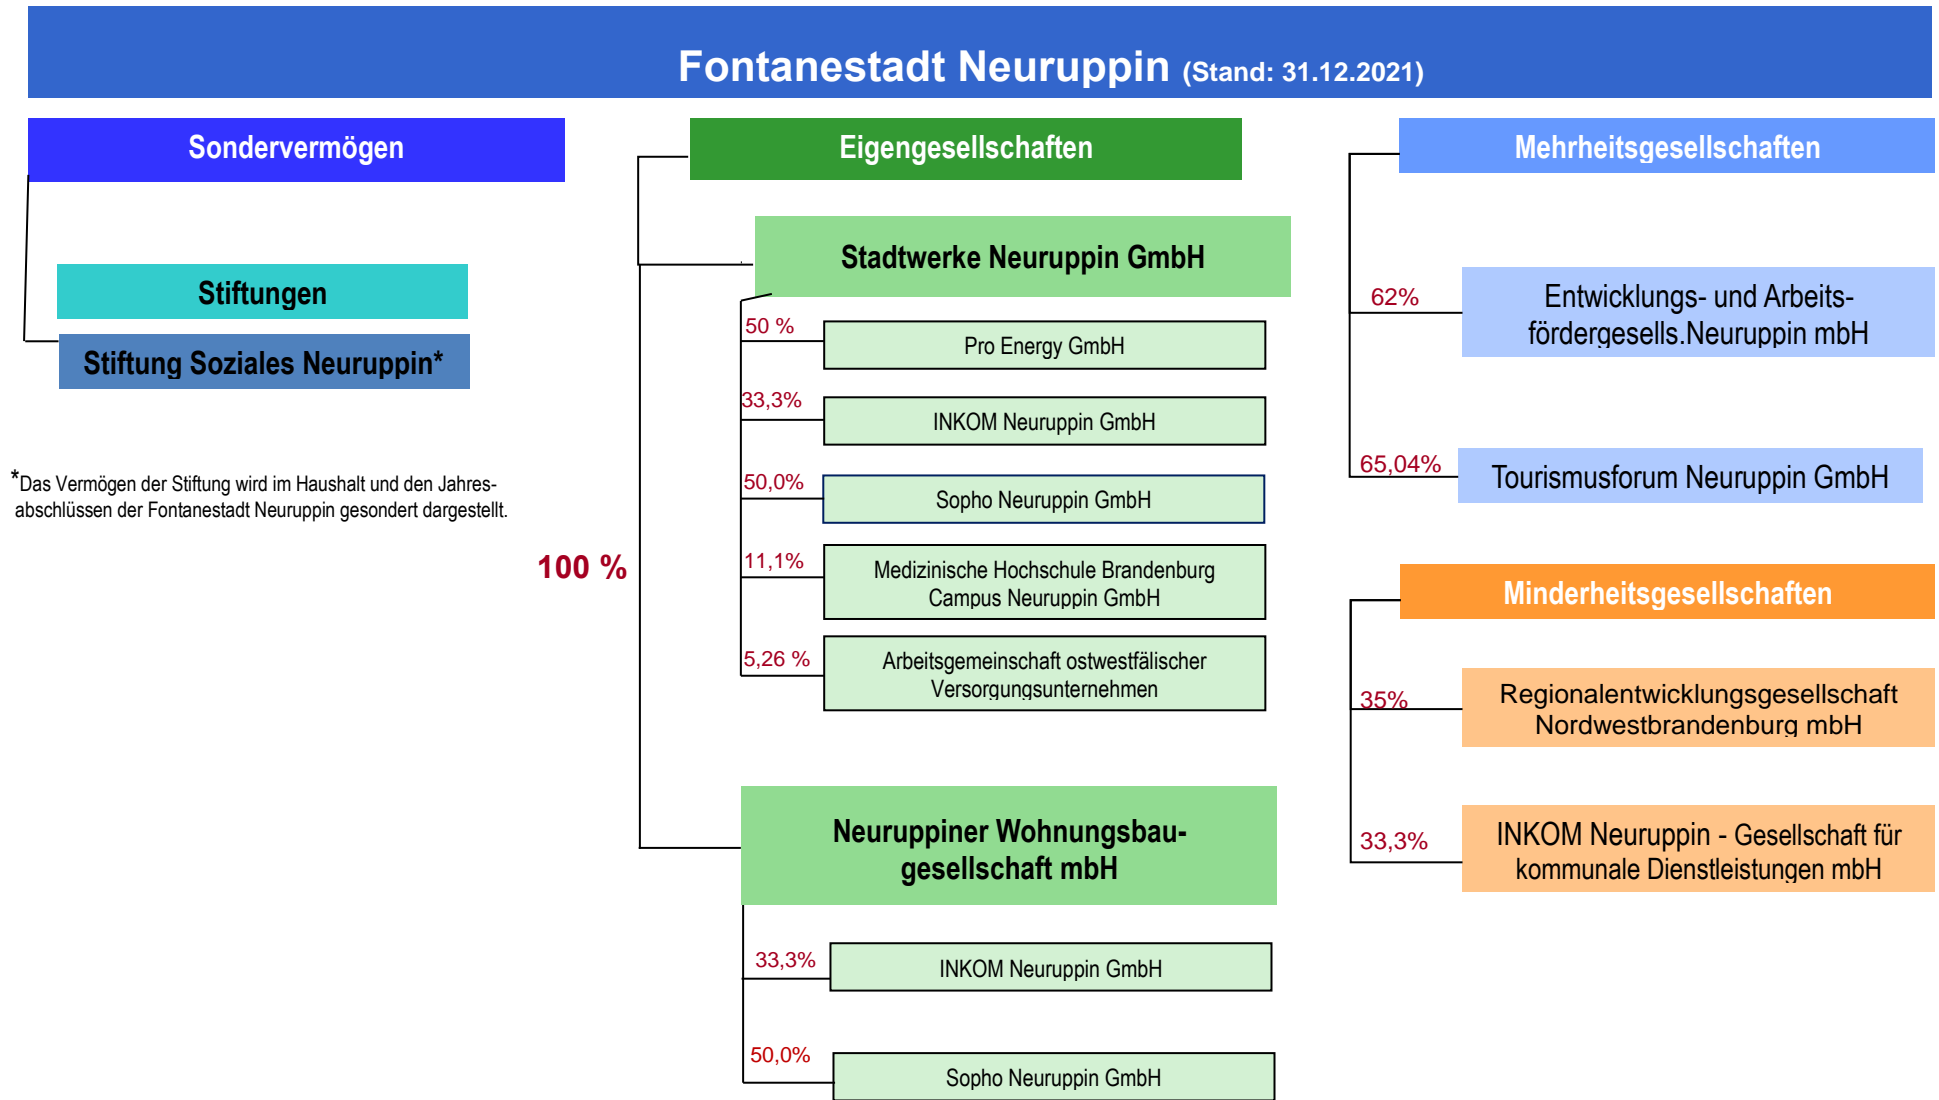 Fontanestadt Neuruppin (Stand: 31.12.2021)
Sondervermögen
Stiftungen
Stiftung Soziales Neuruppin*
*Das Vermögen der Stiftung wird im Haushalt und den Jahres-
abschlüssen der Fontanestadt Neuruppin gesondert dargestellt.
100 %
Eigengesellschaften
Stadtwerke Neuruppin GmbH
50 %
Pro Energy GmbH
33,3%
INKOM Neuruppin GmbH
50,0%
Sopho Neuruppin GmbH
11,1%
Medizinische Hochschule Brandenburg
Campus Neuruppin GmbH
5,26 %
Arbeitsgemeinschaft ostwestfälischer
Versorgungsunternehmen
Neuruppiner Wohnungsbau-
gesellschaft mbH
33,3%
INKOM Neuruppin GmbH
50,0%
Sopho Neuruppin GmbH
Mehrheitsgesellschaften
62%
Entwicklungs- und Arbeits-
fördergesells.Neuruppin mbH
65,04%
Tourismusforum Neuruppin GmbH
Minderheitsgesellschaften
35%
Regionalentwicklungsgesellschaft
Nordwestbrandenburg mbH
33,3%
INKOM Neuruppin - Gesellschaft für
kommunale Dienstleistungen mbH